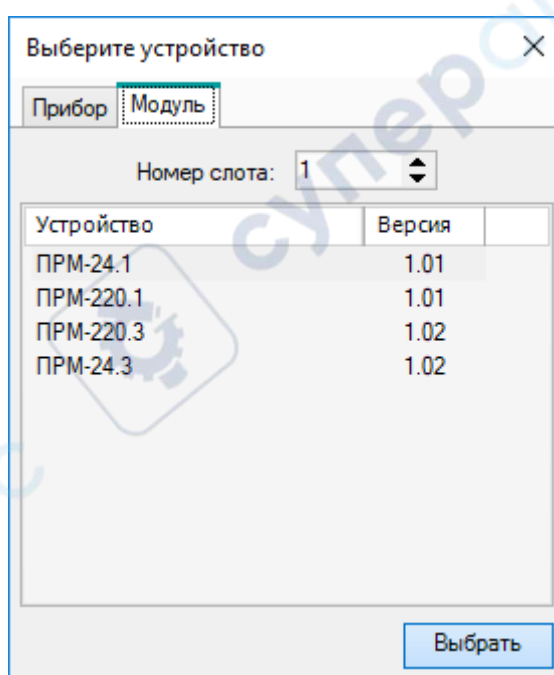 Выберите устройство
Прибор Модуль
Номер слота: 1
Устройство Версия
ПРМ-24.1 1.01
ПРМ-220.1 1.01
ПРМ-220.3 1.02
ПРМ-24.3 1.02
Выбрать
супер